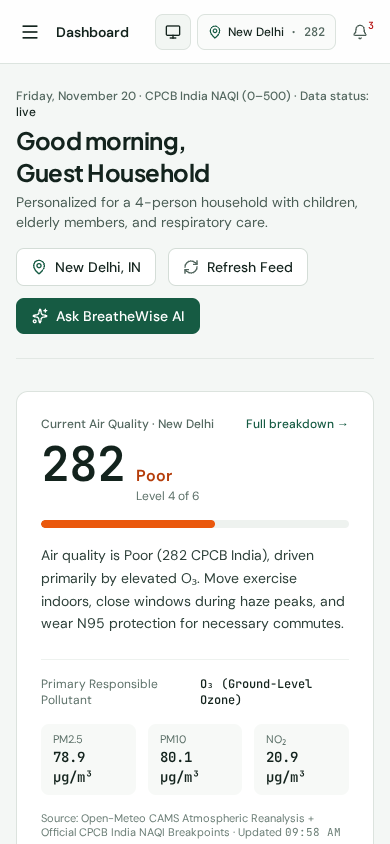 Dashboard
New Delhi · 282
3
Friday, November 20 · CPCB India NAQI (0–500) · Data status:
live
Good morning,
Guest Household
Personalized for a 4-person household with children,
elderly members, and respiratory care.
New Delhi, IN
Refresh Feed
Ask BreatheWise AI
Current Air Quality · New Delhi
Full breakdown →
282
Poor
Level 4 of 6
Air quality is Poor (282 CPCB India), driven
primarily by elevated O₃. Move exercise
indoors, close windows during haze peaks, and
wear N95 protection for necessary commutes.
Primary Responsible
Pollutant
O₃ (Ground-Level
Ozone)
PM2.5
78.9
µg/m³
PM10
80.1
µg/m³
NO₂
20.9
µg/m³
Source: Open-Meteo CAMS Atmospheric Reanalysis +
Official CPCB India NAQI Breakpoints · Updated 09:58 AM